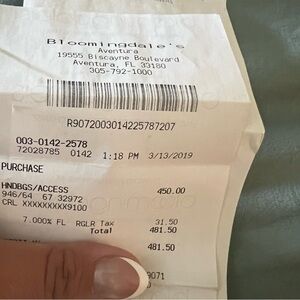 Bloomingdale's
Aventura
19555 Biscayne Boulevard
Aventura, FL 33180
305-792-1000
R9072003014225787207
003-0142-2578
72028785 0142 1:18 PM 3/13/2019
PURCHASE
HNDBGS/ACCESS 450.00
946/64 67 32972
CRL XXXXXXXXX9100
7.000% FL RGLR Tax 31.50
Total 481.50
481.50
9071